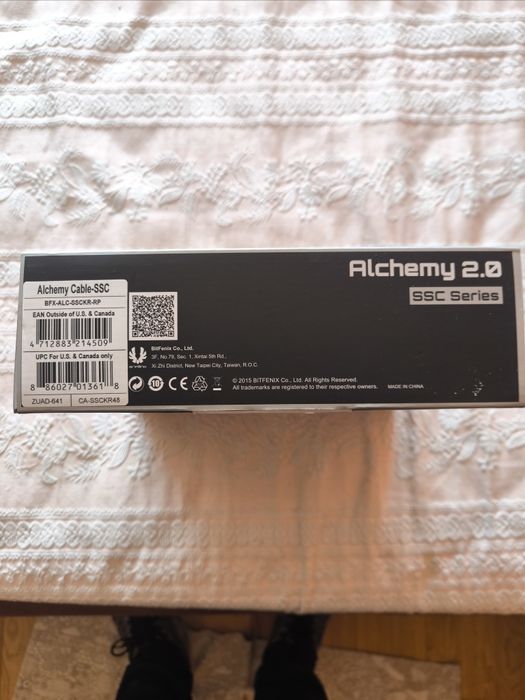 Alchemy 2.0
SSC Series
Alchemy Cable-SSC
BFX-ALC-SSCKR-RP
EAN Outside of U.S. & Canada
4 712883 214509
UPC For U.S. & Canada only
8 86027 01361 8
ZUAD-641
CA-SSCKR48
BitFenix Co., Ltd.
3F, No.79, Sec. 1, Xintai 5th Rd.,
Xi Zhi District, New Taipei City, Taiwan, R.O.C.
10
CE
© 2015 BITFENIX Co., Ltd. All Rights Reserved.
All trademarks are registered to their respective owners.
MADE IN CHINA